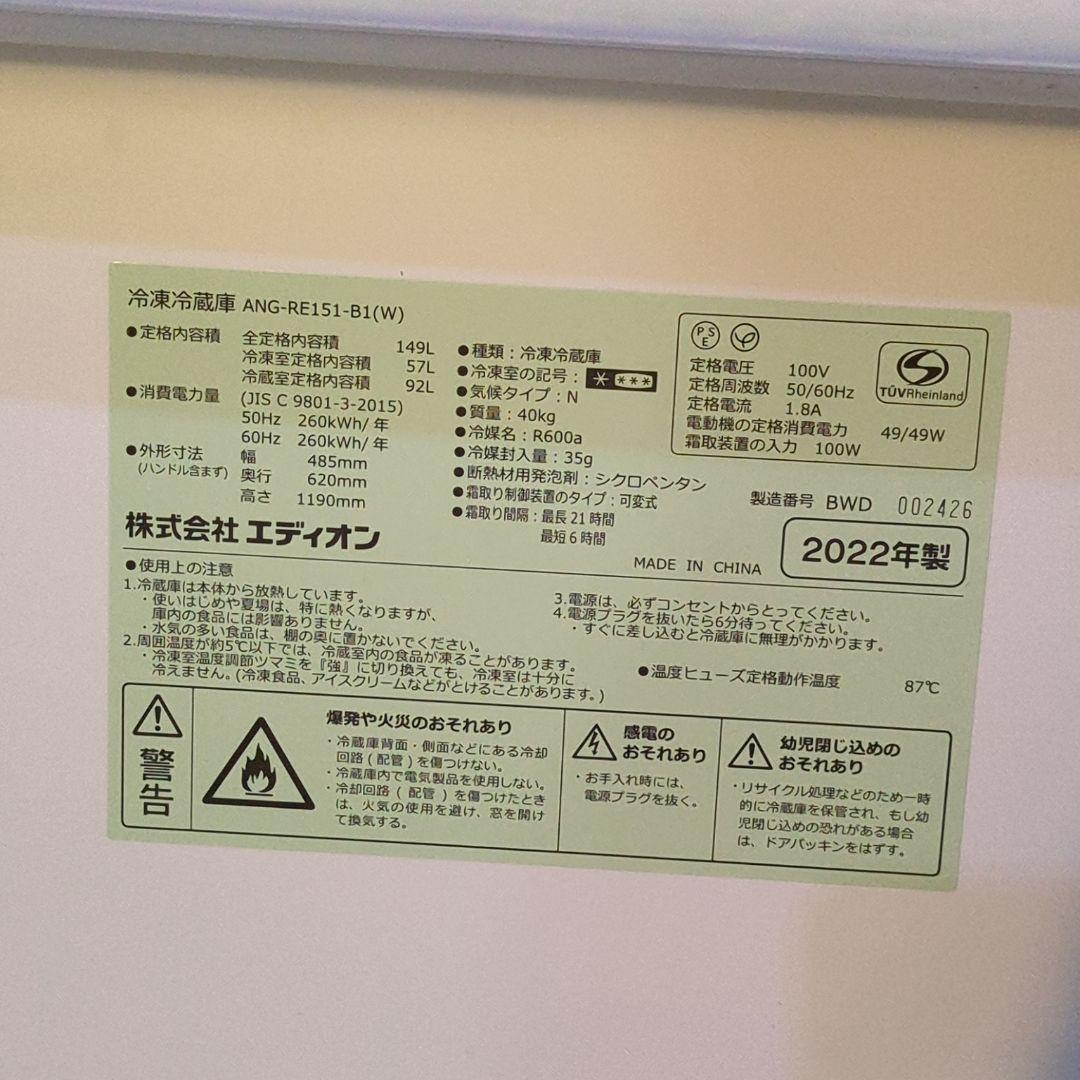 冷凍冷蔵庫 ANG-RE151-B1(W)
●定格内容積 全定格内容積 149L
冷凍室定格内容積 57L
冷蔵室定格内容積 92L
●消費電力量 (JIS C 9801-3-2015)
50Hz 260kWh/年
60Hz 260kWh/年
●外形寸法 幅 485mm
(ハンドル含まず) 奥行 620mm
高さ 1190mm
株式会社 エディオン
●種類:冷凍冷蔵庫
●冷凍室の記号:* ***
●気候タイプ:N
●質量:40kg
●冷媒名:R600a
●冷媒封入量:35g
●断熱材用発泡剤:シクロペンタン
●霜取り制御装置のタイプ:可変式
●霜取り間隔:最長21時間
最短6時間
PSE
定格電圧 100V
定格周波数 50/60Hz
定格電流 1.8A
電動機の定格消費電力 49/49W
霜取装置の入力 100W
TÜVRheinland
製造番号 BWD 002426
MADE IN CHINA
2022年製
●使用上の注意
1.冷蔵庫は本体から放熱しています。
・使いはじめや夏場は、特に熱くなりますが、
庫内の食品には影響ありません。
・水気の多い食品は、棚の奥に置かないでください。
2.周囲温度が約5℃以下では、冷蔵室内の食品が凍ることがあります。
・冷凍室温度調節ツマミを『強』に切り換えても、冷凍室は十分に
冷えません。(冷凍食品、アイスクリームなどがとけることがあります。)
3.電源は、必ずコンセントからとってください。
4.電源プラグを抜いたら6分待ってください。
・すぐに差し込むと冷蔵庫に無理がかかります。
●温度ヒューズ定格動作温度 87℃
警告
爆発や火災のおそれあり
・冷蔵庫背面・側面などにある冷却
回路(配管)を傷つけない。
・冷蔵庫内で電気製品を使用しない。
・冷却回路(配管)を傷つけたとき
は、火気の使用を避け、窓を開け
て換気する。
感電の
おそれあり
・お手入れ時には、
電源プラグを抜く。
幼児閉じ込めの
おそれあり
・リサイクル処理などのため一時
的に冷蔵庫を保管され、もし幼
児閉じ込めの恐れがある場合
は、ドアパッキンをはずす。